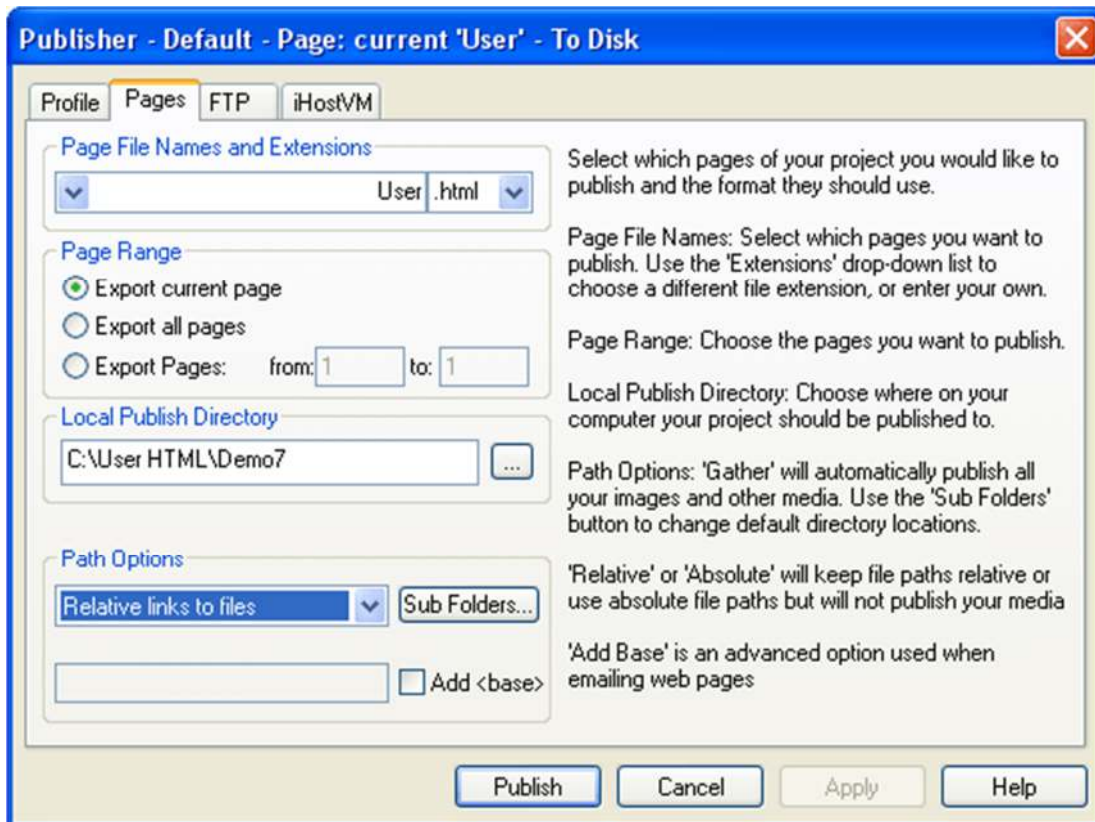 Publisher - Default - Page: current 'User' - To Disk
Profile Pages FTP iHostVM
Page File Names and Extensions
User .html
Page Range
Export current page
Export all pages
Export Pages: from: 1 to: 1
Local Publish Directory
C:\User HTML\Demo7
...
Path Options
Relative links to files Sub Folders...
Add <base>
Select which pages of your project you would like to
publish and the format they should use.
Page File Names: Select which pages you want to
publish. Use the 'Extensions' drop-down list to
choose a different file extension, or enter your own.
Page Range: Choose the pages you want to publish.
Local Publish Directory: Choose where on your
computer your project should be published to.
Path Options: 'Gather' will automatically publish all
your images and other media. Use the 'Sub Folders'
button to change default directory locations.
'Relative' or 'Absolute' will keep file paths relative or
use absolute file paths but will not publish your media
'Add Base' is an advanced option used when
emailing web pages
Publish Cancel Apply Help